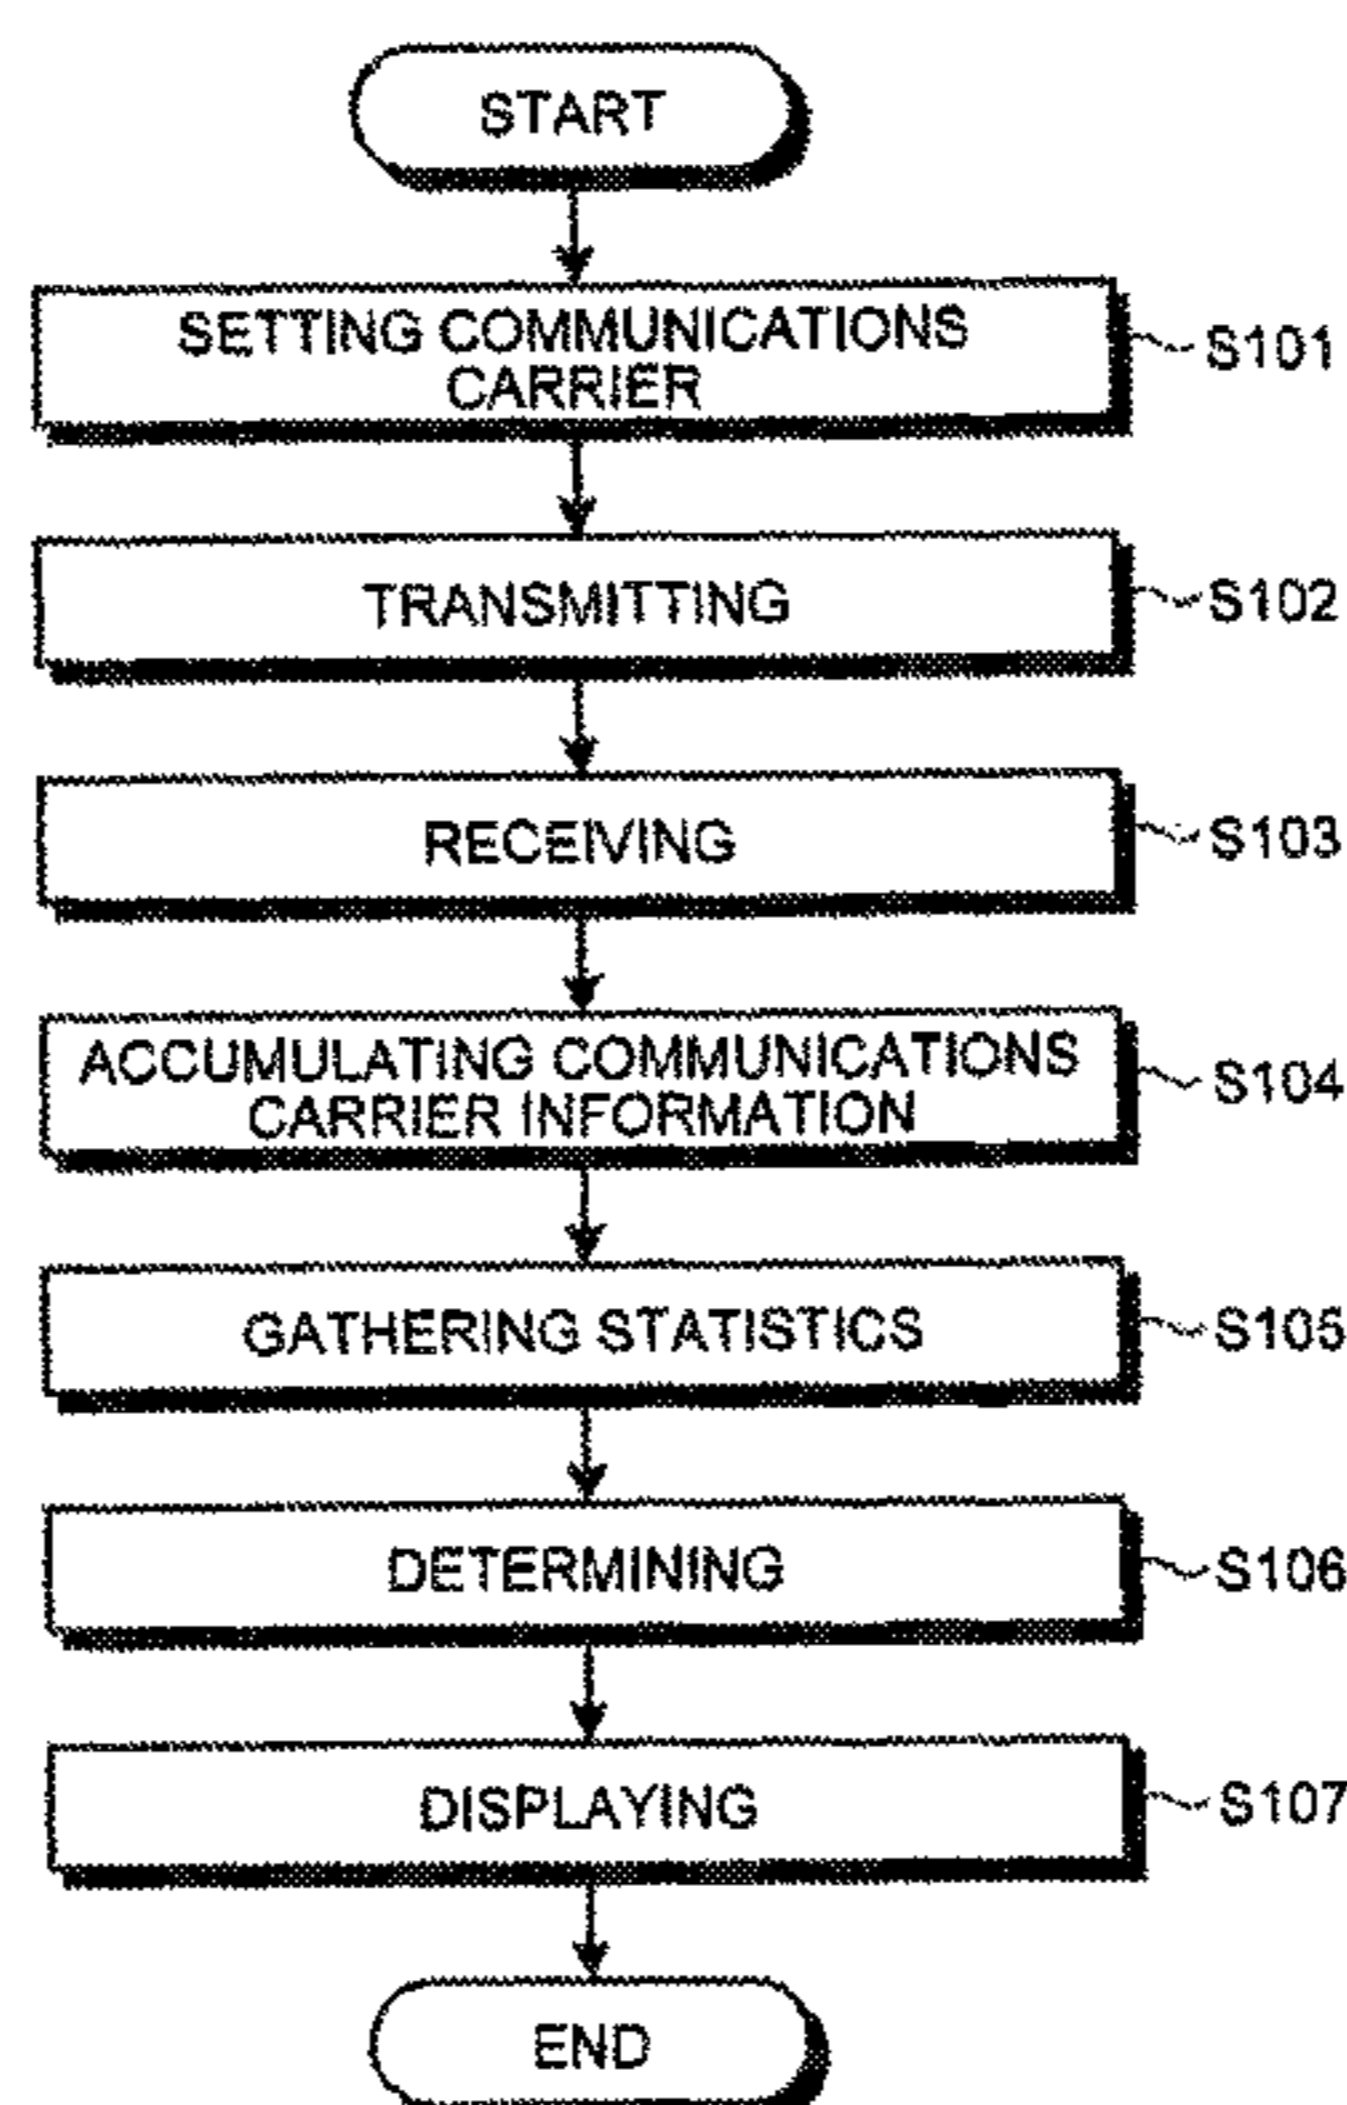 START
SETTING COMMUNICATIONS
CARRIER
S101
TRANSMITTING
S102
RECEIVING
S103
ACCUMULATING COMMUNICATIONS
CARRIER INFORMATION
S104
GATHERING STATISTICS
S105
DETERMINING
S106
DISPLAYING
S107
END